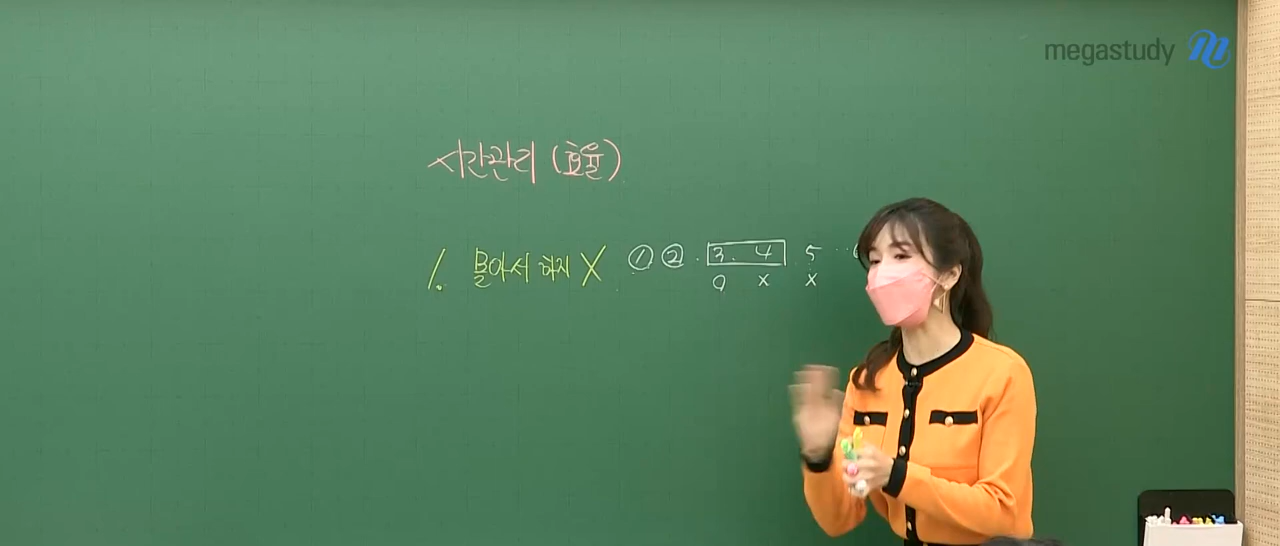 megastudy
시간관리 (효율)
1. 몰아서 하지 X ① ② . 3. 4 5 ··
O X X